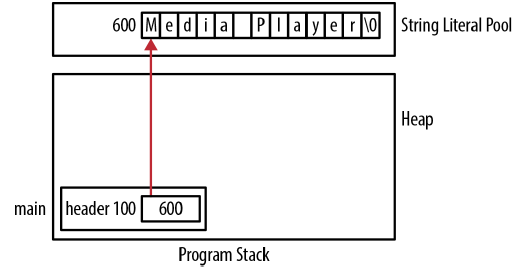 600 M e d i a P l a y e r \0 String Literal Pool
Heap
main header 100 600
Program Stack